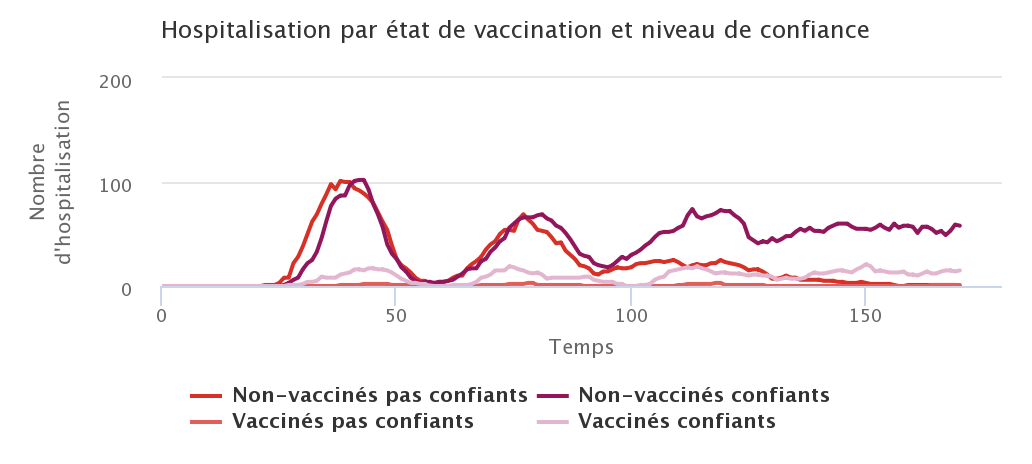 Hospitalisation par état de vaccination et niveau de confiance
200
100
0
Nombre
d'hospitalisation
0 50 100 150
Temps
Non-vaccinés pas confiants Non-vaccinés confiants
Vaccinés pas confiants Vaccinés confiants